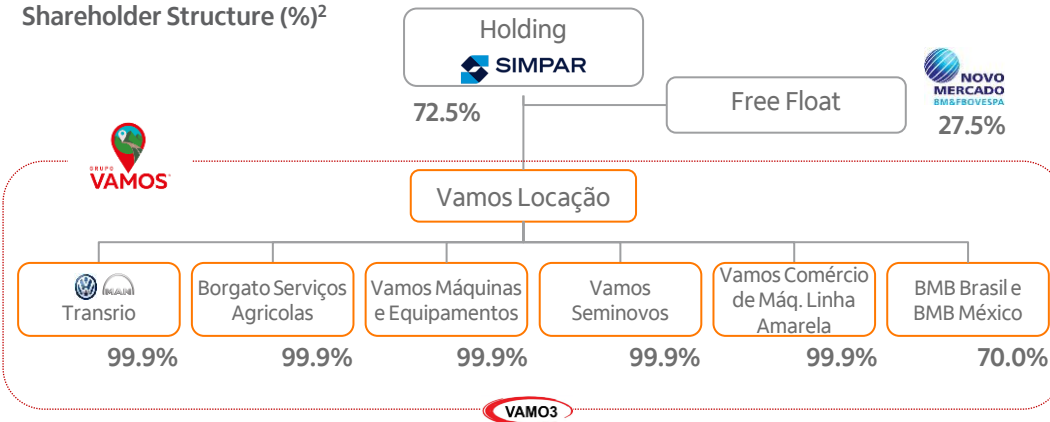 Shareholder Structure (%)²
Holding
SIMPAR
72.5%
Free Float
NOVO
MERCADO
BM&FBOVESPA
27.5%
GRUPO
VAMOS
Vamos Locação
MAN
Transrio
99.9%
Borgato Serviços
Agricolas
99.9%
Vamos Máquinas
e Equipamentos
99.9%
Vamos
Seminovos
99.9%
Vamos Comércio
de Máq. Linha
Amarela
99.9%
BMB Brasil e
BMB México
70.0%
VAMO3